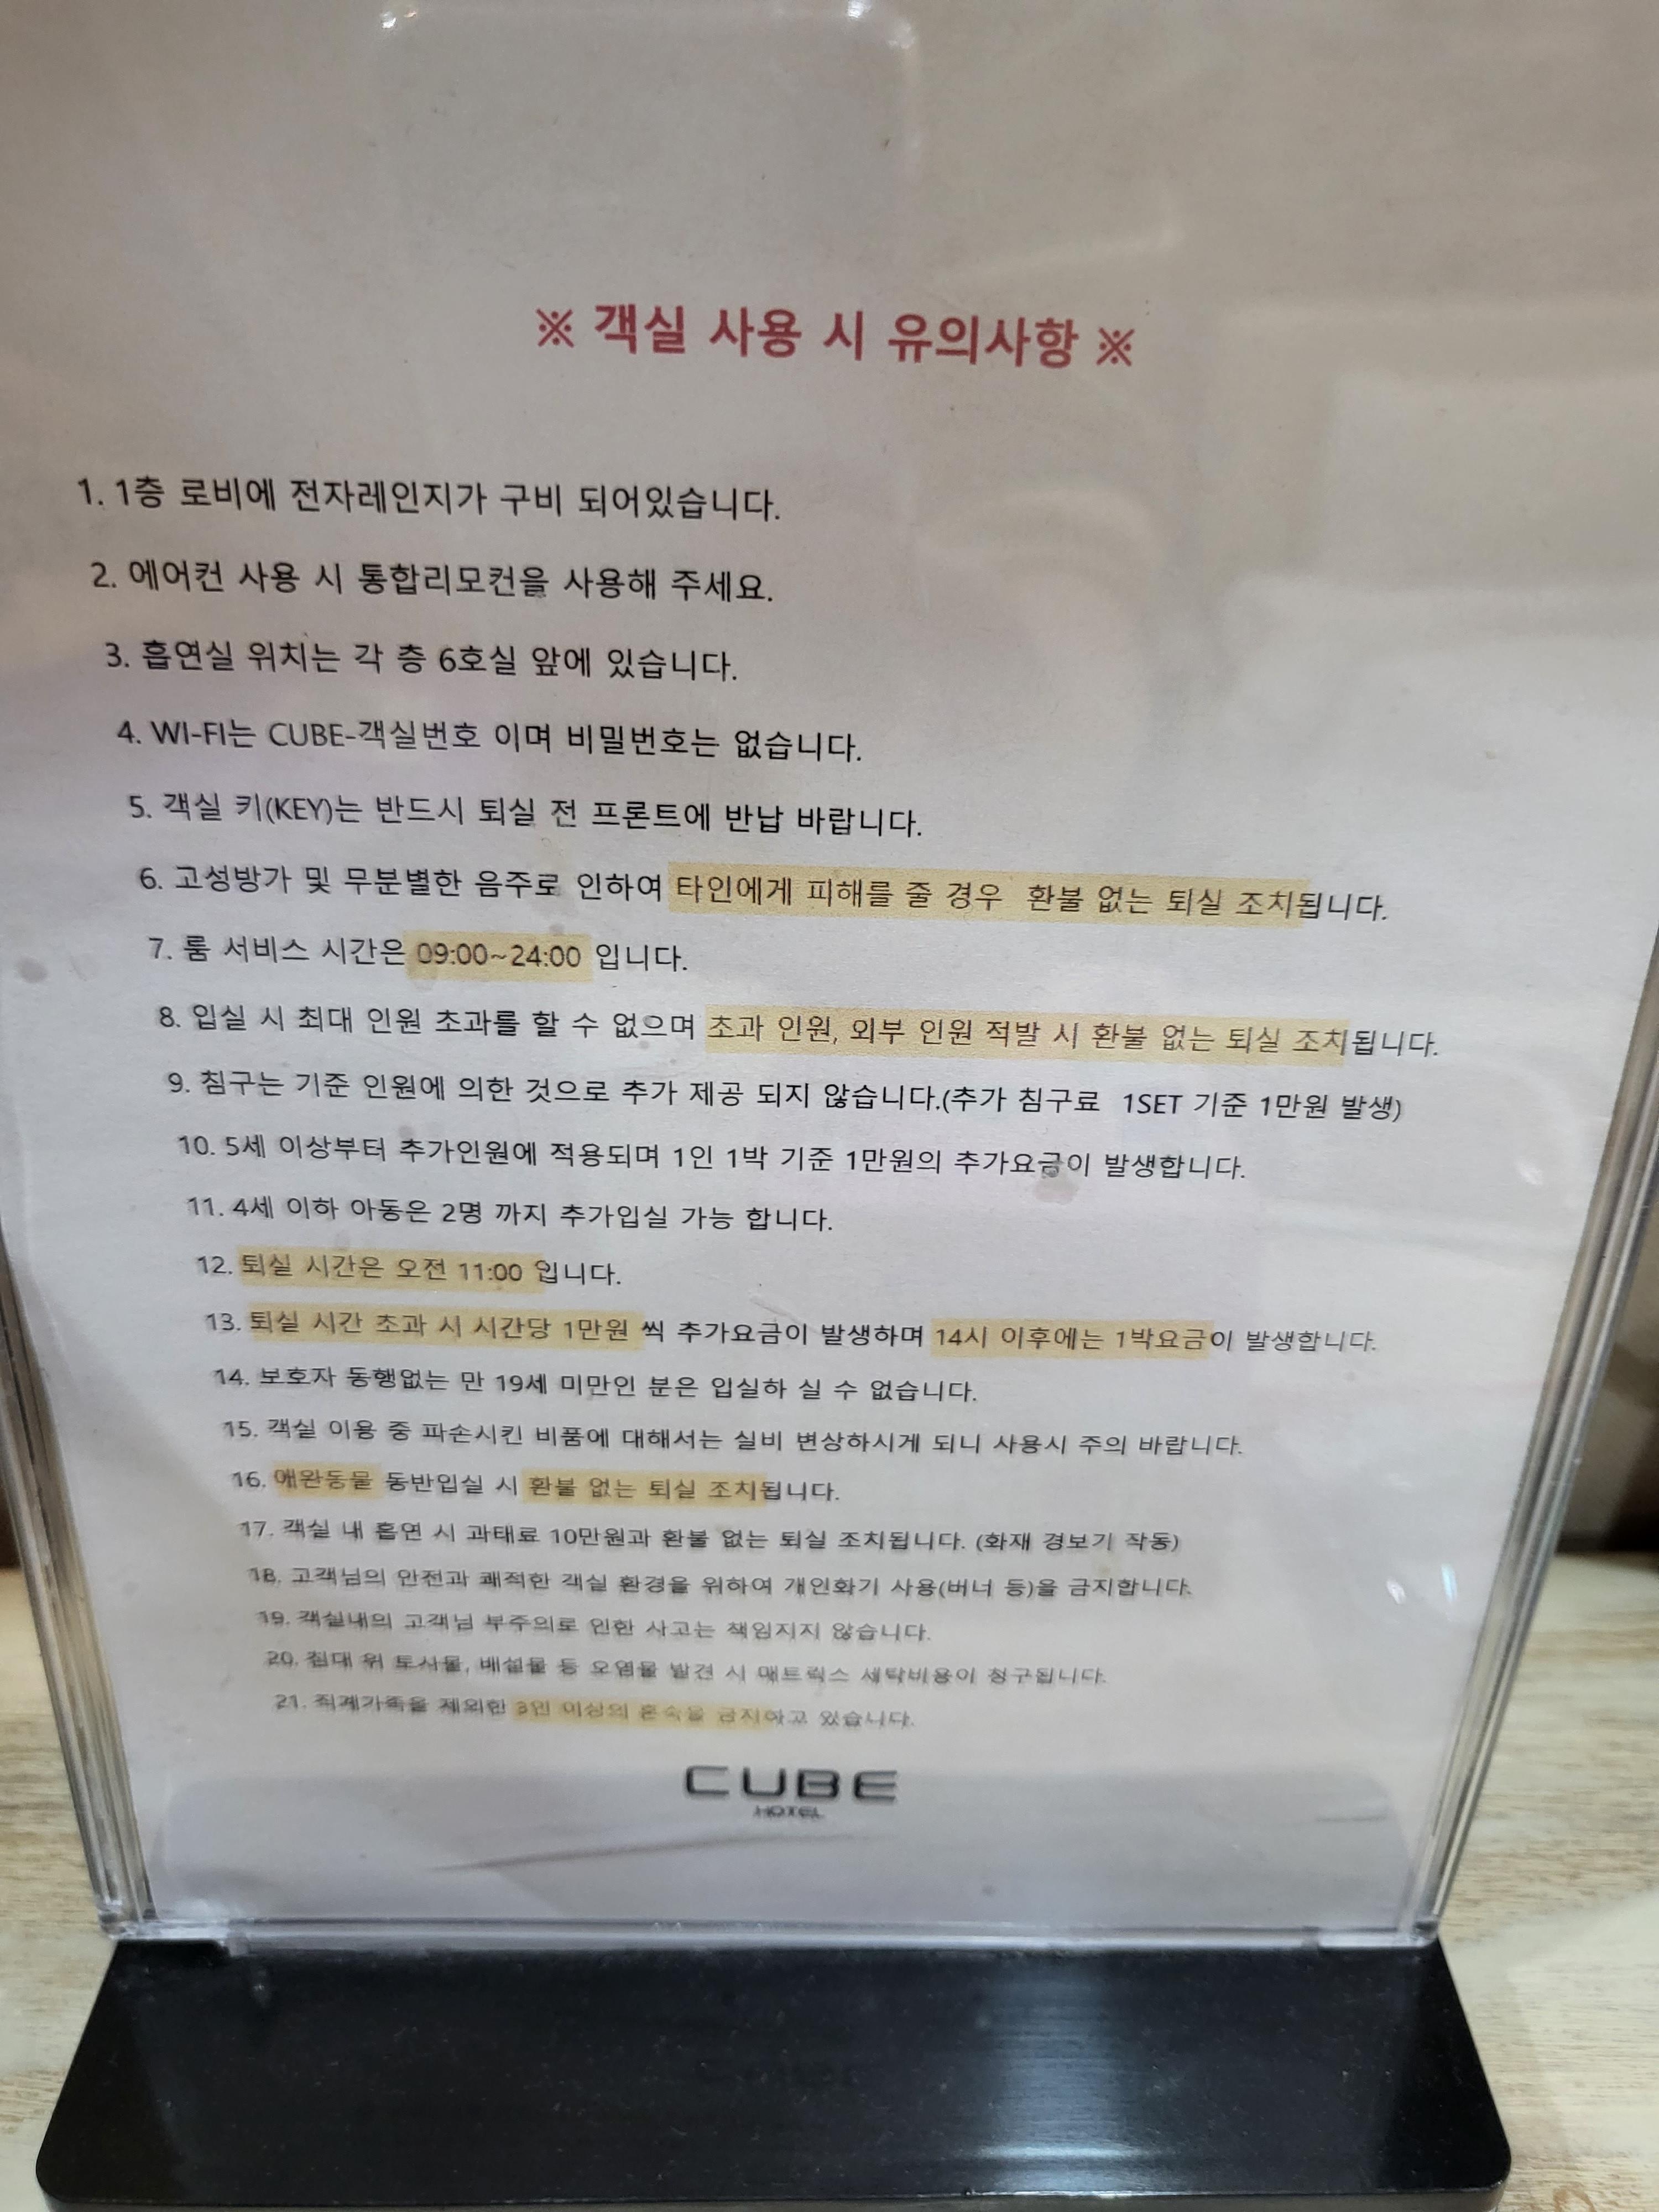 ※ 객실 사용 시 유의사항 ※
1. 1층 로비에 전자레인지가 구비 되어있습니다.
2. 에어컨 사용 시 통합리모컨을 사용해 주세요.
3. 흡연실 위치는 각 층 6호실 앞에 있습니다.
4. WI-FI는 CUBE-객실번호 이며 비밀번호는 없습니다.
5. 객실 키(KEY)는 반드시 퇴실 전 프론트에 반납 바랍니다.
6. 고성방가 및 무분별한 음주로 인하여 타인에게 피해를 줄 경우 환불 없는 퇴실 조치됩니다.
7. 룸 서비스 시간은 09:00~24:00 입니다.
8. 입실 시 최대 인원 초과를 할 수 없으며 초과 인원, 외부 인원 적발 시 환불 없는 퇴실 조치됩니다.
9. 침구는 기준 인원에 의한 것으로 추가 제공 되지 않습니다.(추가 침구료 1SET 기준 1만원 발생)
10. 5세 이상부터 추가인원에 적용되며 1인 1박 기준 1만원의 추가요금이 발생합니다.
11. 4세 이하 아동은 2명 까지 추가입실 가능 합니다.
12. 퇴실 시간은 오전 11:00 입니다.
13. 퇴실 시간 초과 시 시간당 1만원 씩 추가요금이 발생하며 14시 이후에는 1박요금이 발생합니다.
14. 보호자 동행없는 만 19세 미만인 분은 입실하 실 수 없습니다.
15. 객실 이용 중 파손시킨 비품에 대해서는 실비 변상하시게 되니 사용시 주의 바랍니다.
16. 애완동물 동반입실 시 환불 없는 퇴실 조치됩니다.
17. 객실 내 흡연 시 과태료 10만원과 환불 없는 퇴실 조치됩니다. (화재 경보기 작동)
18. 고객님의 안전과 쾌적한 객실 환경을 위하여 개인화기 사용(버너 등)을 금지합니다.
19. 객실내의 고객님 부주의로 인한 사고는 책임지지 않습니다.
20. 침대 위 토사물, 배설물 등 오염물 발견 시 매트릭스 세탁비용이 청구됩니다.
21. 직계가족을 제외한 3인 이상의 혼숙을 금지하고 있습니다.
CUBE
HOTEL